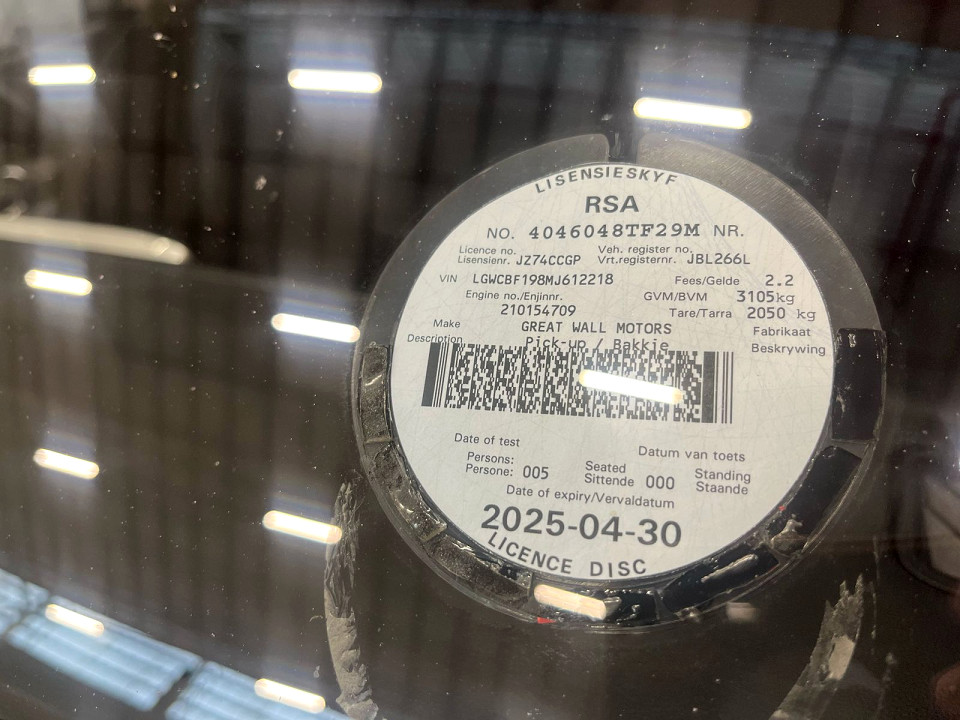 LISENSIESKYF
RSA
NO. 4046048TF29M NR.
Licence no. Veh. register no.
Lisensienr. JZ74CCGP Vrt.registernr. JBL266L
VIN LGWCBF198MJ612218 Fees/Gelde 2.2
Engine no./Enjinnr. GVM/BVM 3105kg
210154709 Tare/Tarra 2050 kg
Make GREAT WALL MOTORS Fabrikaat
Description Pick-up / Bakkie Beskrywing
Date of test Datum van toets
Persons: Seated Standing
Persone: 005 Sittende 000 Staande
Date of expiry/Vervaldatum
2025-04-30
LICENCE DISC